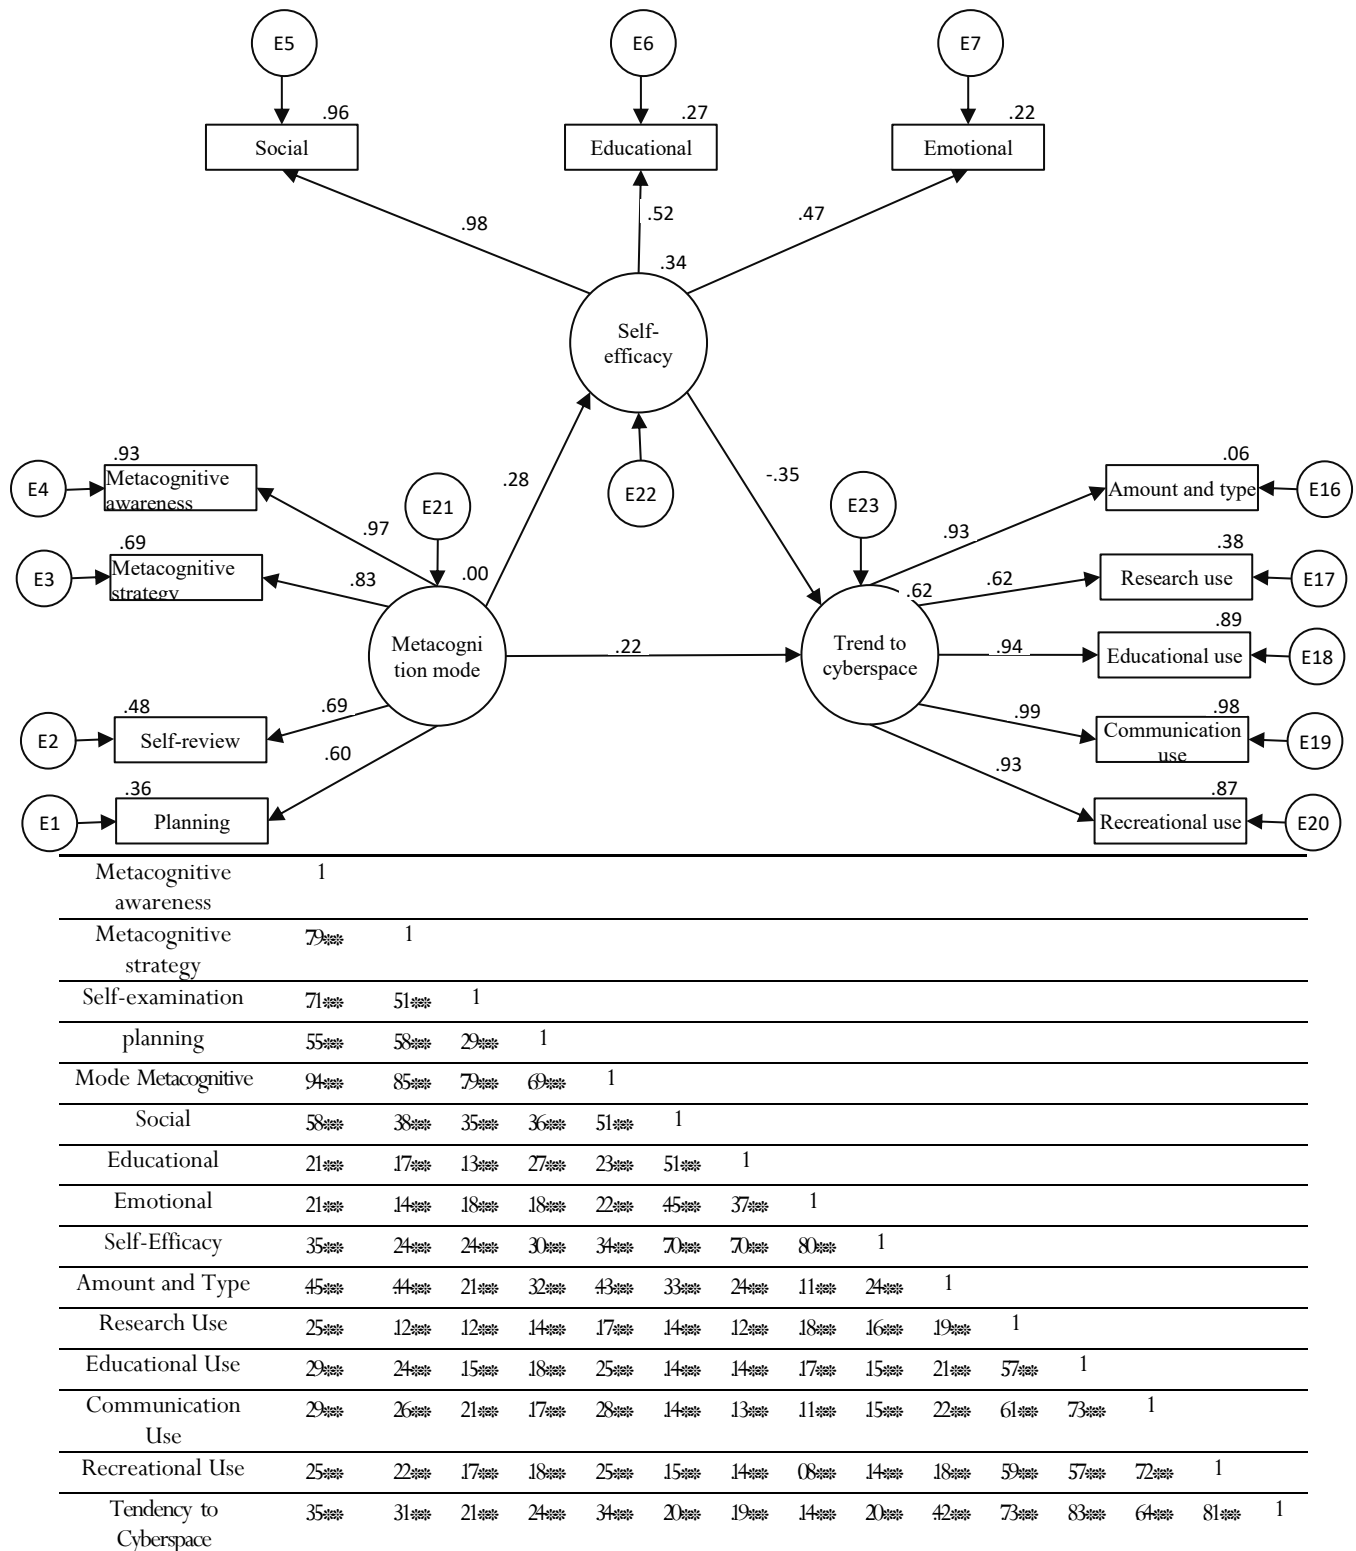 E5
E6
E7
.96
.27
.22
Social
Educational
Emotional
.98
.52
.47
.34
Self-
efficacy
.93
.06
E4
Metacognitive
awareness
E21
.28
E22
-.35
E23
Amount and type
E16
.97
.93
.69
.38
E3
Metacognitive
strategy
.83
.00
.62
.62
Research use
E17
Metacogni
tion mode
.22
Trend to
cyberspace
.89
.94
Educational use
E18
.48
.69
.99
.98
E2
Self-review
Communication
use
E19
.60
.93
.36
.87
E1
Planning
Recreational use
E20
Metacognitive
awareness
1
Metacognitive
strategy
.79** 1
Self-examination .71** .51** 1
planning .55** .58** .29** 1
Mode Metacognitive .94** .85** .79** .69** 1
Social .58** .38** .35** .36** .51** 1
Educational .21** .17** .13** .27** .23** .51** 1
Emotional .21** .14** .18** .18** .22** .45** .37** 1
Self-Efficacy .35** .24** .24** .30** .34** .70** .70** .80** 1
Amount and Type .45** .44** .21** .32** .43** .33** .24** .11** .24** 1
Research Use .25** .12** .12** .14** .17** .14** .12** .18** .16** .19** 1
Educational Use .29** .24** .15** .18** .25** .14** .14** .17** .15** .21** .57** 1
Communication
Use
.29** .26** .21** .17** .28** .14** .13** .11** .15** .22** .61** .73** 1
Recreational Use .25** .22** .17** .18** .25** .15** .14** .08** .14** .18** .59** .57** .72** 1
Tendency to
Cyberspace
.35** .31** .21** .24** .34** .20** .19** .14** .20** .42** .73** .83** .64** .81** 1